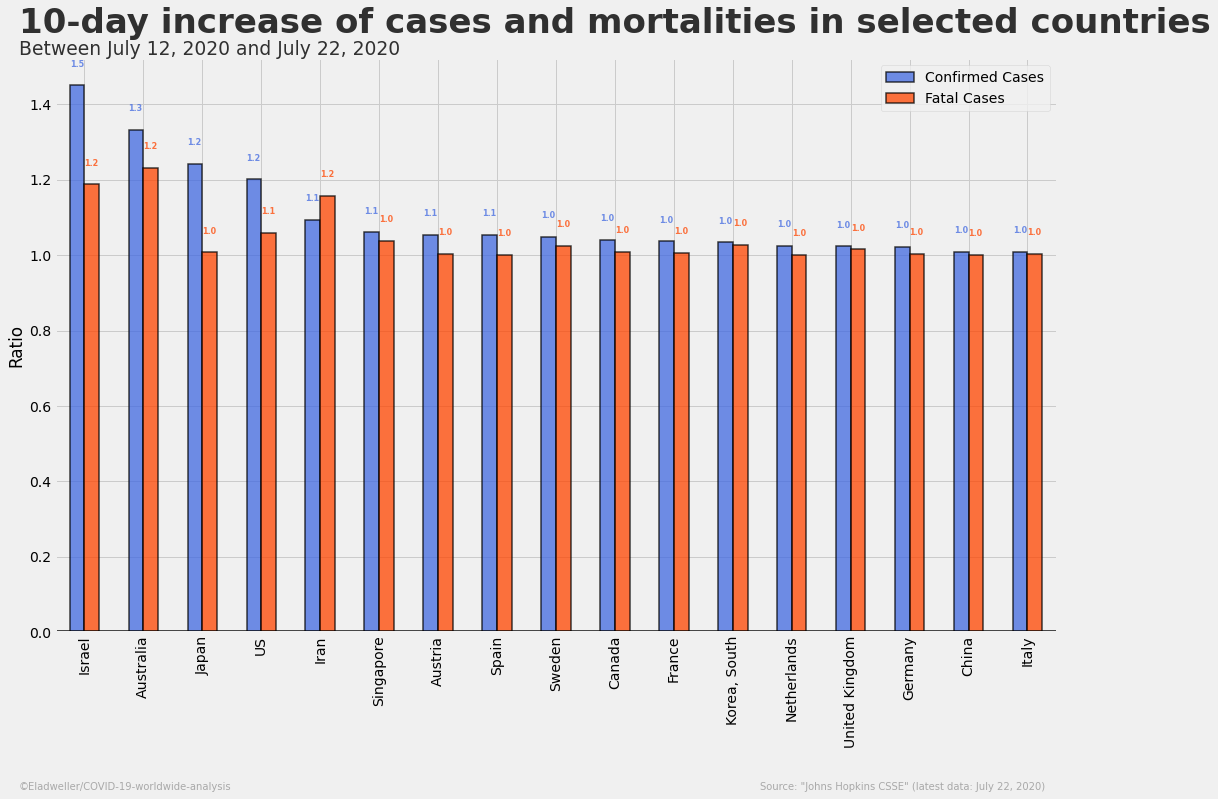 10-day increase of cases and mortalities in selected countries
Between July 12, 2020 and July 22, 2020
Confirmed Cases
Fatal Cases
Ratio
1.4
1.2
1.0
0.8
0.6
0.4
0.2
0.0
1.5 1.2
1.3 1.2
1.2 1.0
1.2 1.1
1.1 1.2
1.1 1.0
1.1 1.0
1.1 1.0
1.0 1.0
1.0 1.0
1.0 1.0
1.0 1.0
1.0 1.0
1.0 1.0
1.0 1.0
1.0 1.0
1.0 1.0
Israel
Australia
Japan
US
Iran
Singapore
Austria
Spain
Sweden
Canada
France
Korea, South
Netherlands
United Kingdom
Germany
China
Italy
©Eladweller/COVID-19-worldwide-analysis
Source: "Johns Hopkins CSSE" (latest data: July 22, 2020)